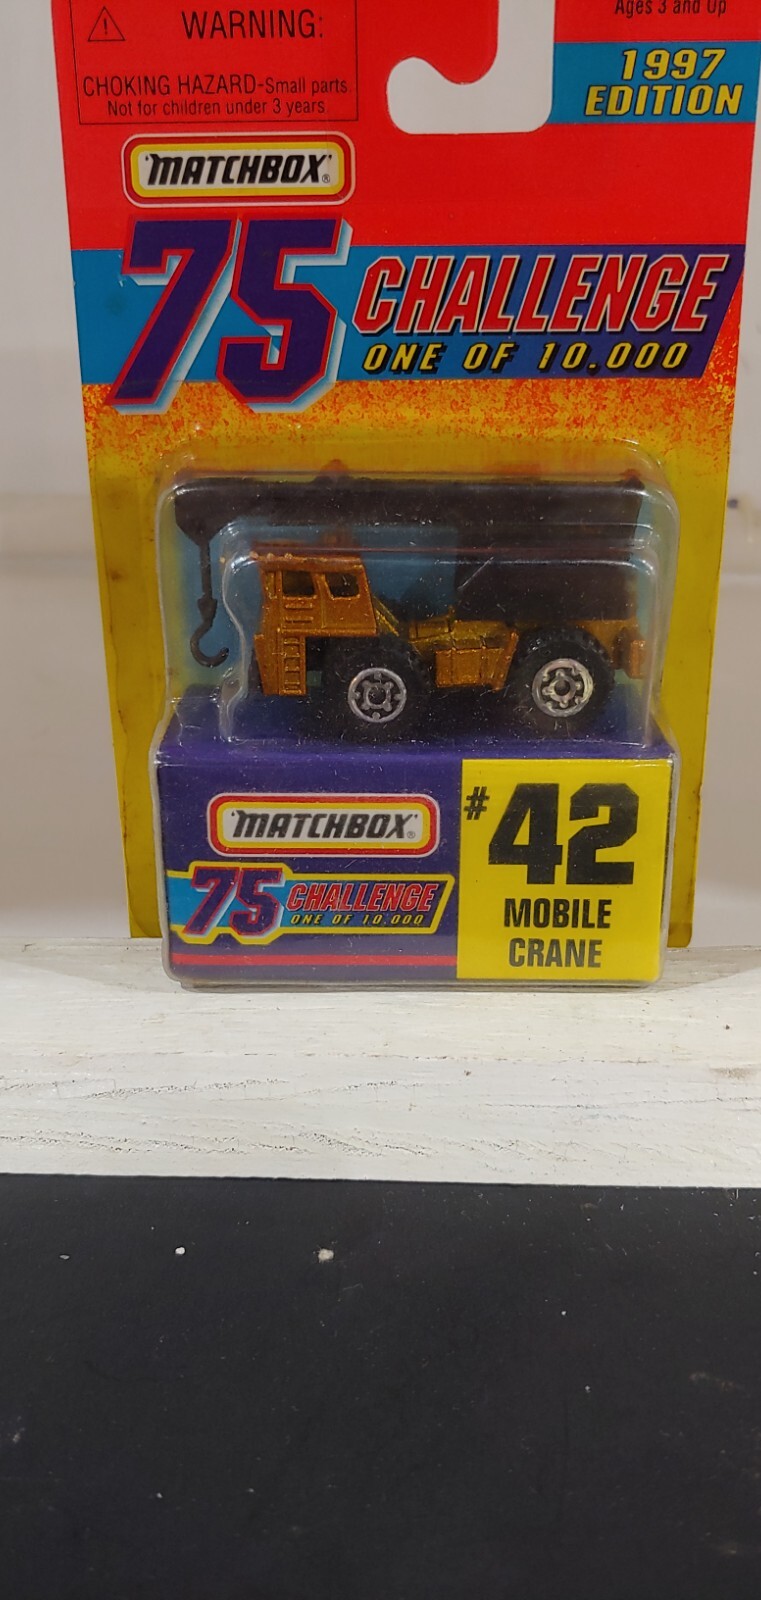 Ages 3 and Up
WARNING:
CHOKING HAZARD-Small parts
Not for children under 3 years.
1997
EDITION
MATCHBOX®
75 CHALLENGE
ONE OF 10.000
MATCHBOX®
75 CHALLENGE
ONE OF 10.000
#42
MOBILE
CRANE